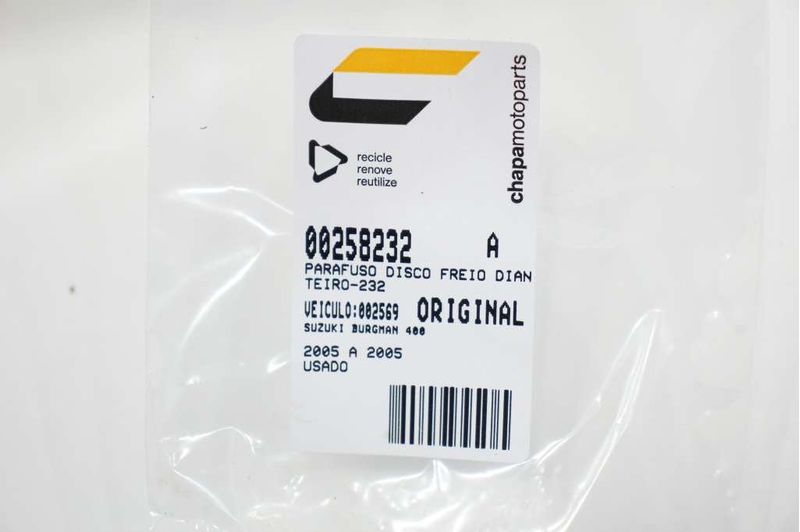 chapamotoparts
recicle
renove
reutilize
00258232 A
PARAFUSO DISCO FREIO DIAN
TEIRO-232
VEICULO:002569 ORIGINAL
SUZUKI BURGMAN 400
2005 A 2005
USADO